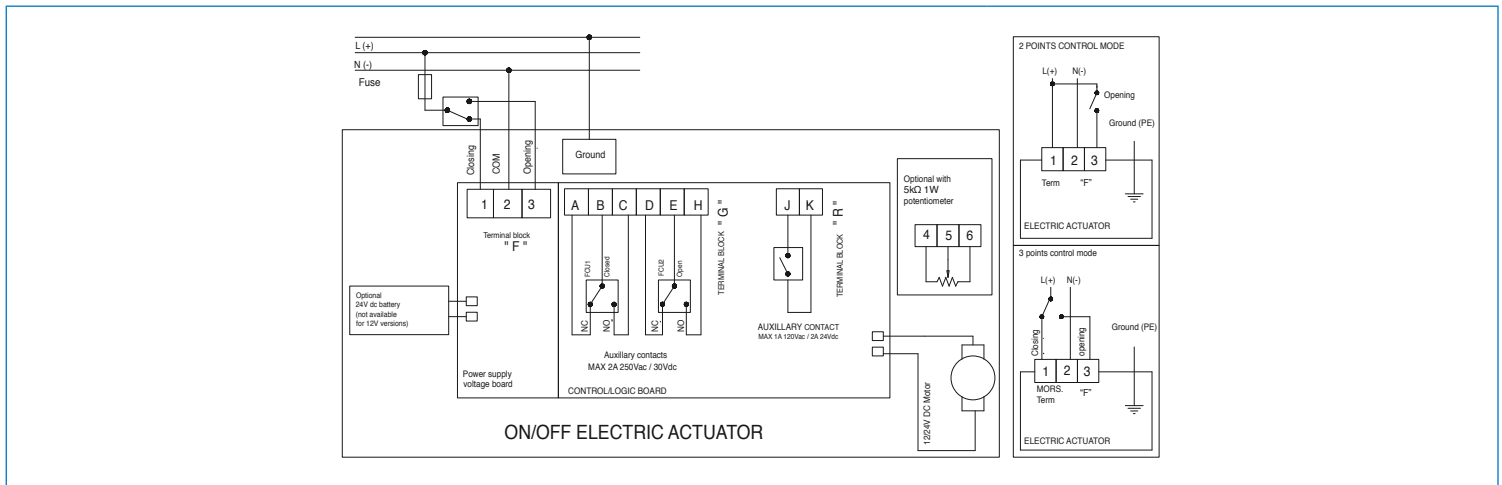 L (+)
N (-)
Fuse
Closing
COM
Opening
Ground
1 2 3
Terminal block
" F "
Optional
24V dc battery
(not available
for 12V versions)
Power supply
voltage board
A B C D E H
TERMINAL BLOCK " G "
FCU1
Closed
NC
NO
FCU2
Open
NC
NO
Auxillary contacts
MAX 2A 250Vac / 30Vdc
CONTROL/LOGIC BOARD
J K
TERMINAL BLOCK " R "
AUXILLARY CONTACT
MAX 1A 120Vac / 2A 24Vdc
Optional with
5kΩ 1W
potentiometer
4 5 6
12/24V DC Motor
ON/OFF ELECTRIC ACTUATOR
2 POINTS CONTROL MODE
L(+) N(-)
Opening
Ground (PE)
1 2 3
Term "F"
ELECTRIC ACTUATOR
3 points control mode
L(+) N(-)
Ground (PE)
Closing
opening
1 2 3
MORS.
Term "F"
ELECTRIC ACTUATOR